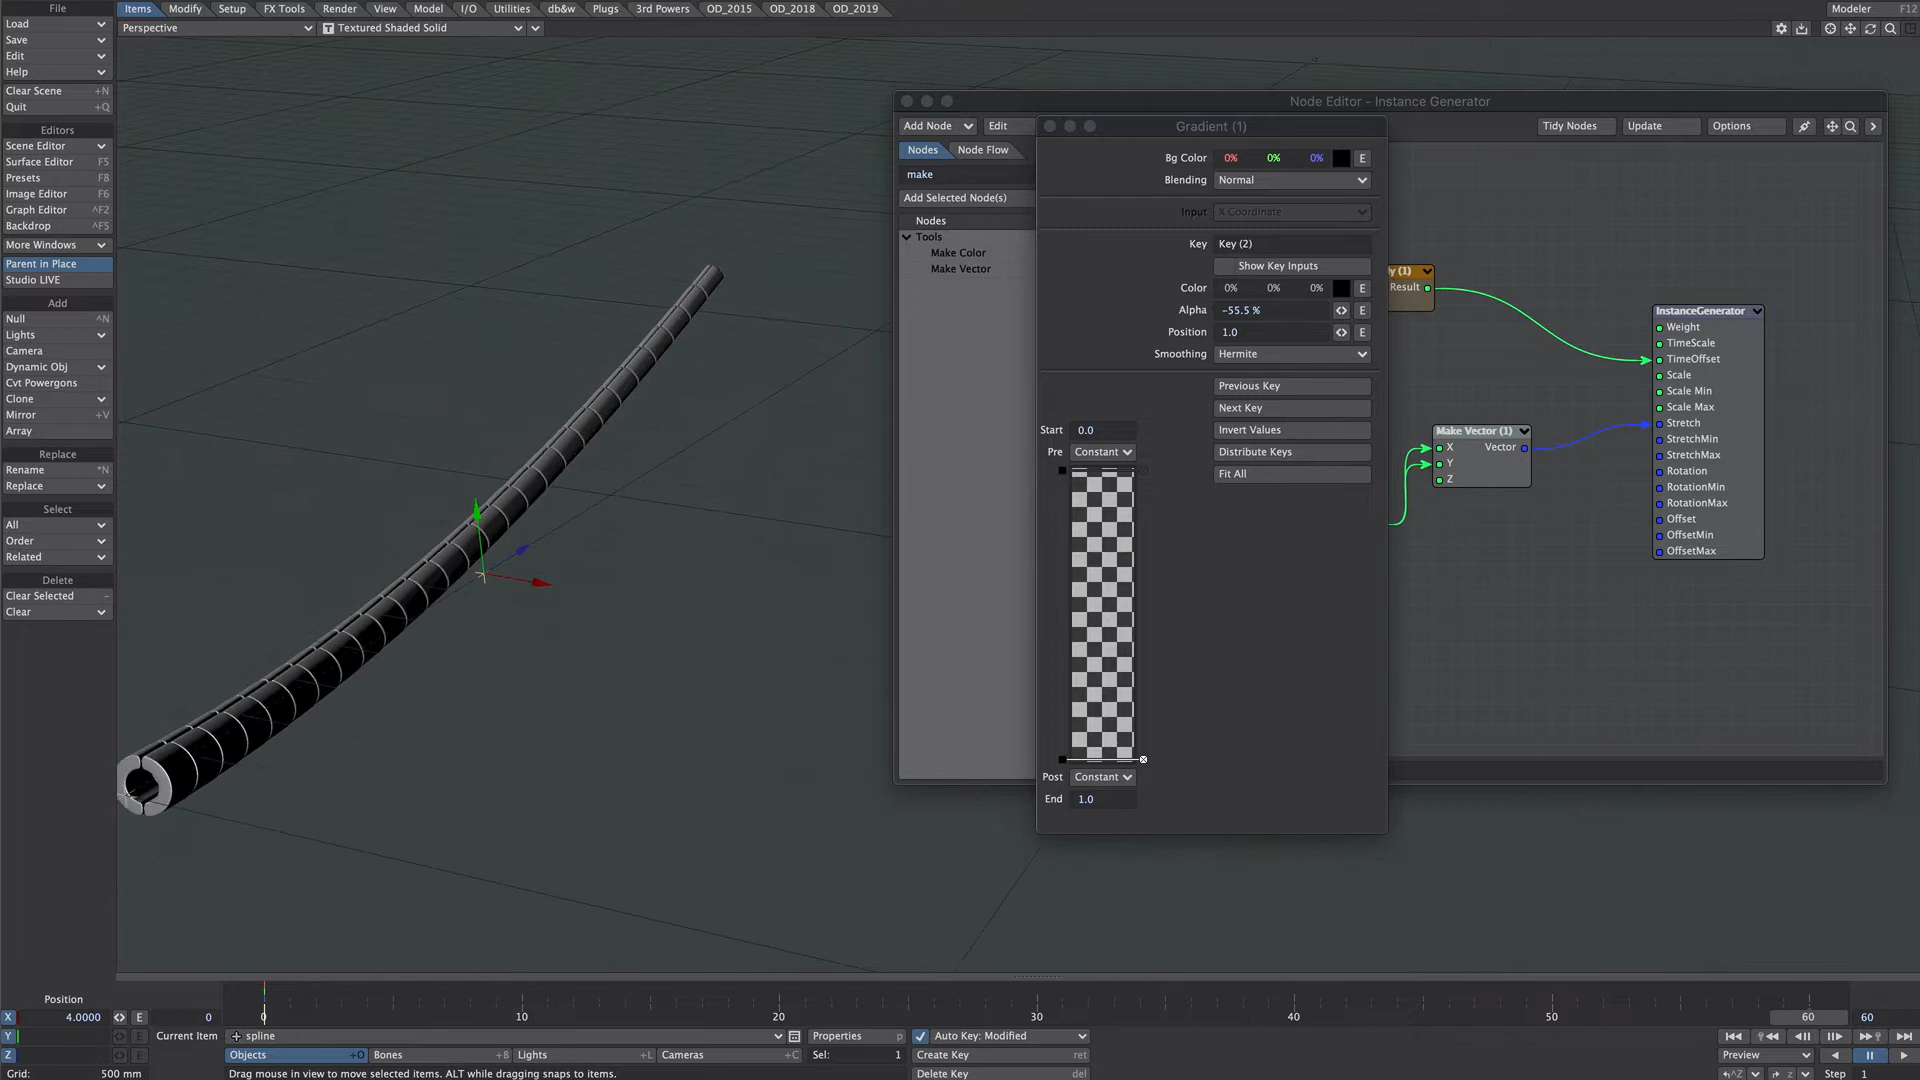 File Items Modify Setup FX Tools Render View Model I/O Utilities db&w Plugs 3rd Powers OD_2015 OD_2018 OD_2019 Modeler F12
Load Perspective Textured Shaded Solid
Save
Edit
Help
Clear Scene +N
Quit +Q
Editors
Scene Editor
Surface Editor F5
Presets F8
Image Editor F6
Graph Editor ^F2
Backdrop ^F5
More Windows
Parent in Place
Studio LIVE
Add
Null ^N
Lights
Camera
Dynamic Obj
Cvt Powergons
Clone
Mirror +V
Array
Replace
Rename *N
Replace
Select
All
Order
Related
Delete
Clear Selected –
Clear
Node Editor - Instance Generator
Add Node Edit Tidy Nodes Update Options
Nodes Node Flow
make
Add Selected Node(s)
Nodes
Tools
Make Color
Make Vector
Gradient (1)
Bg Color 0% 0% 0% E
Blending Normal
Input X Coordinate
Key Key (2)
Show Key Inputs
Color 0% 0% 0% E
Alpha -55.5 % E
Position 1.0 E
Smoothing Hermite
Previous Key
Next Key
Invert Values
Distribute Keys
Fit All
Start 0.0
Pre Constant
Post Constant
End 1.0
y (1)
Result
Make Vector (1)
X Vector
Y
Z
InstanceGenerator
Weight
TimeScale
TimeOffset
Scale
Scale Min
Scale Max
Stretch
StretchMin
StretchMax
Rotation
RotationMin
RotationMax
Offset
OffsetMin
OffsetMax
Position
X 4.0000 E 0 0 10 20 30 40 50 60 60
Y E Current Item spline Properties p Auto Key: Modified
Z E Objects +O Bones +B Lights +L Cameras +C Sel: 1 Create Key ret Preview
Grid: 500 mm Drag mouse in view to move selected items. ALT while dragging snaps to items. Delete Key del ^Z z Step 1